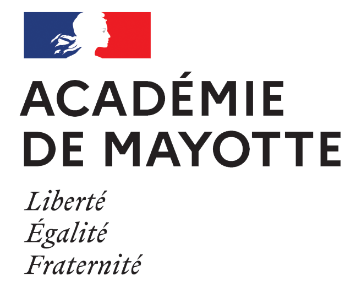 ACADÉMIE
DE MAYOTTE
Liberté
Égalité
Fraternité